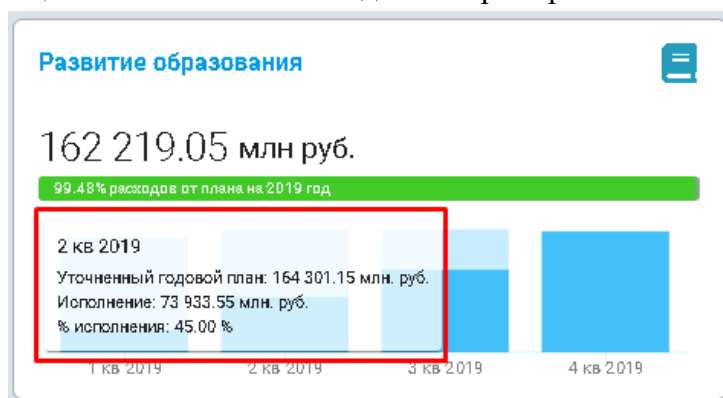 Развитие образования
162 219.05 млн руб.
99.48% расходов от плана на 2019 год
2 кв 2019
Уточненный годовой план: 164 301.15 млн. руб.
Исполнение: 73 933.55 млн. руб.
% исполнения: 45.00 %
1 кв 2019 2 кв 2019 3 кв 2019 4 кв 2019